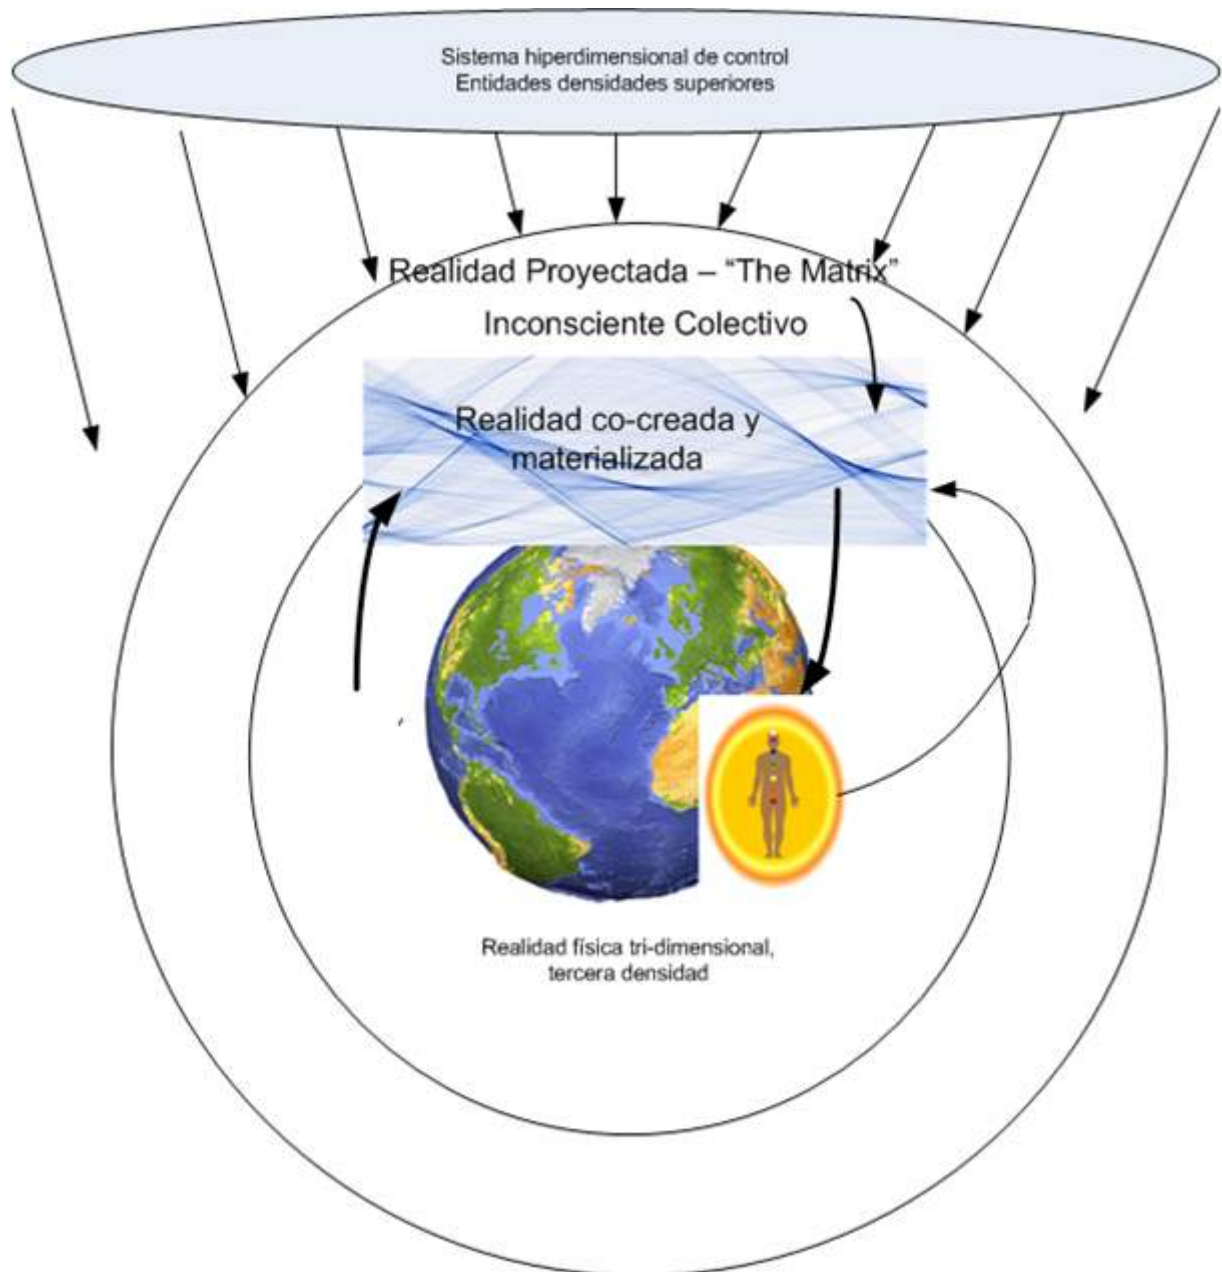 Sistema hiperdimensional de control
Entidades densidades superiores
Realidad Proyectada – “The Matrix”
Inconsciente Colectivo
Realidad co-creada y
materializada
Realidad física tri-dimensional,
tercera densidad